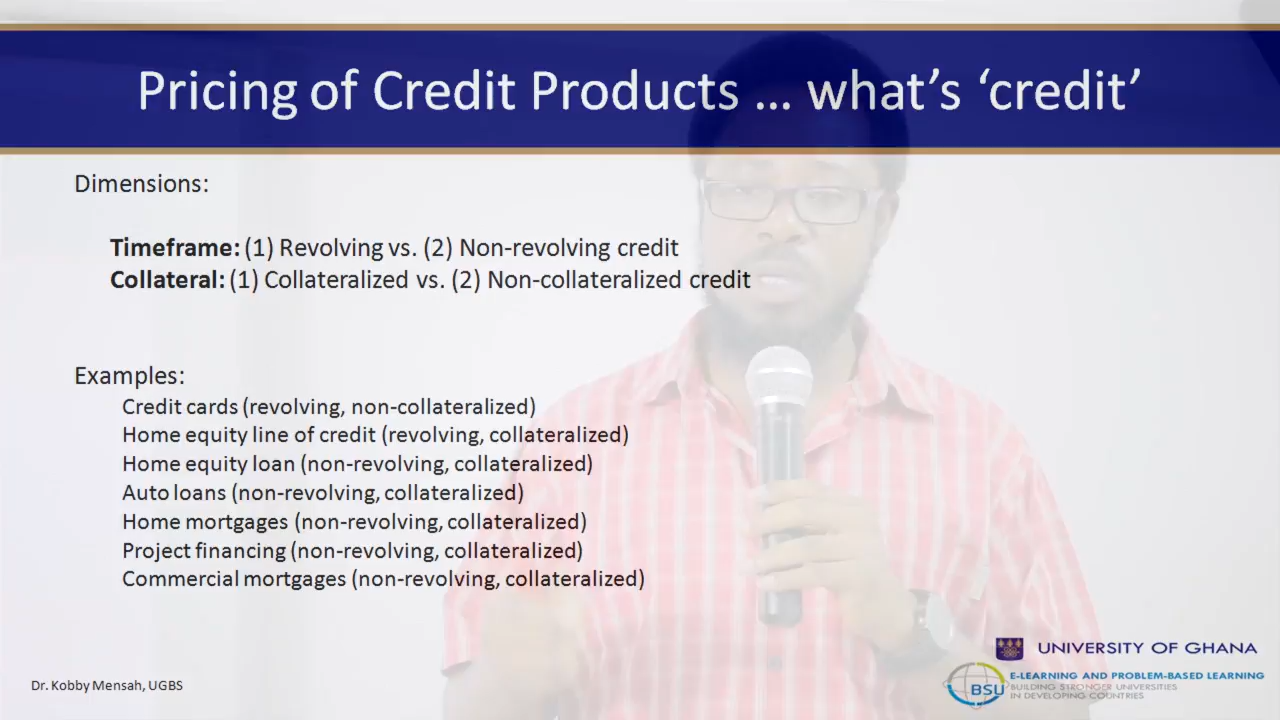 Pricing of Credit Products … what's 'credit'
Dimensions:
Timeframe: (1) Revolving vs. (2) Non-revolving credit
Collateral: (1) Collateralized vs. (2) Non-collateralized credit
Examples:
Credit cards (revolving, non-collateralized)
Home equity line of credit (revolving, collateralized)
Home equity loan (non-revolving, collateralized)
Auto loans (non-revolving, collateralized)
Home mortgages (non-revolving, collateralized)
Project financing (non-revolving, collateralized)
Commercial mortgages (non-revolving, collateralized)
UNIVERSITY OF GHANA
Dr. Kobby Mensah, UGBS
BSU
E-LEARNING AND PROBLEM-BASED LEARNING
BUILDING STRONGER UNIVERSITIES
IN DEVELOPING COUNTRIES